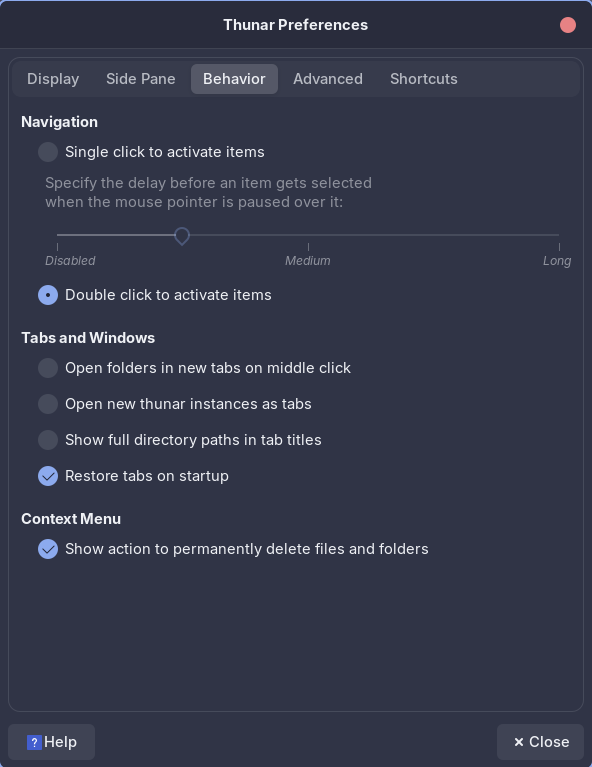 Thunar Preferences
Display Side Pane Behavior Advanced Shortcuts
Navigation
Single click to activate items
Specify the delay before an item gets selected
when the mouse pointer is paused over it:
Disabled Medium Long
Double click to activate items
Tabs and Windows
Open folders in new tabs on middle click
Open new thunar instances as tabs
Show full directory paths in tab titles
Restore tabs on startup
Context Menu
Show action to permanently delete files and folders
? Help × Close